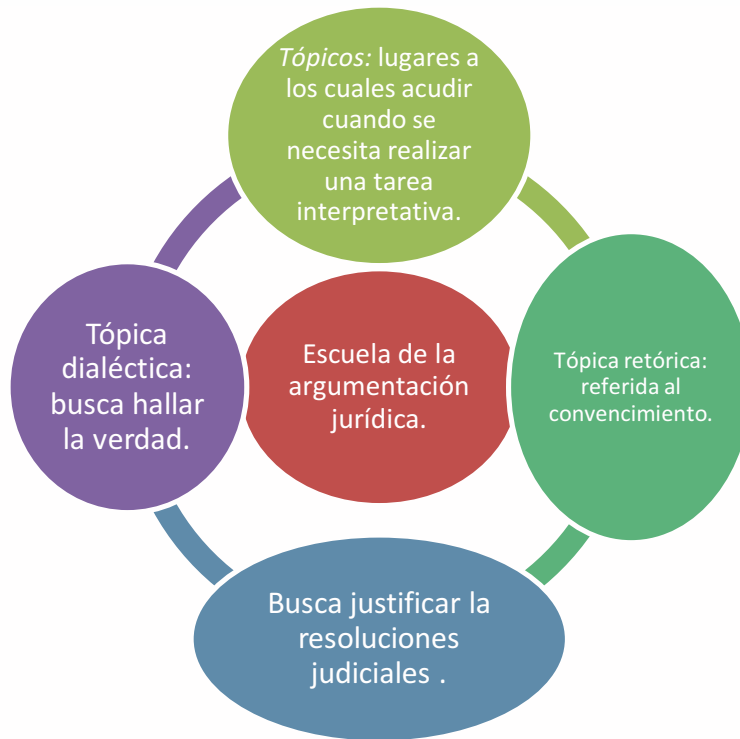 Tópicos: lugares a
los cuales acudir
cuando se
necesita realizar
una tarea
interpretativa.
Tópica
dialéctica:
busca hallar
la verdad.
Escuela de la
argumentación
jurídica.
Tópica retórica:
referida al
convencimiento.
Busca justificar la
resoluciones
judiciales .